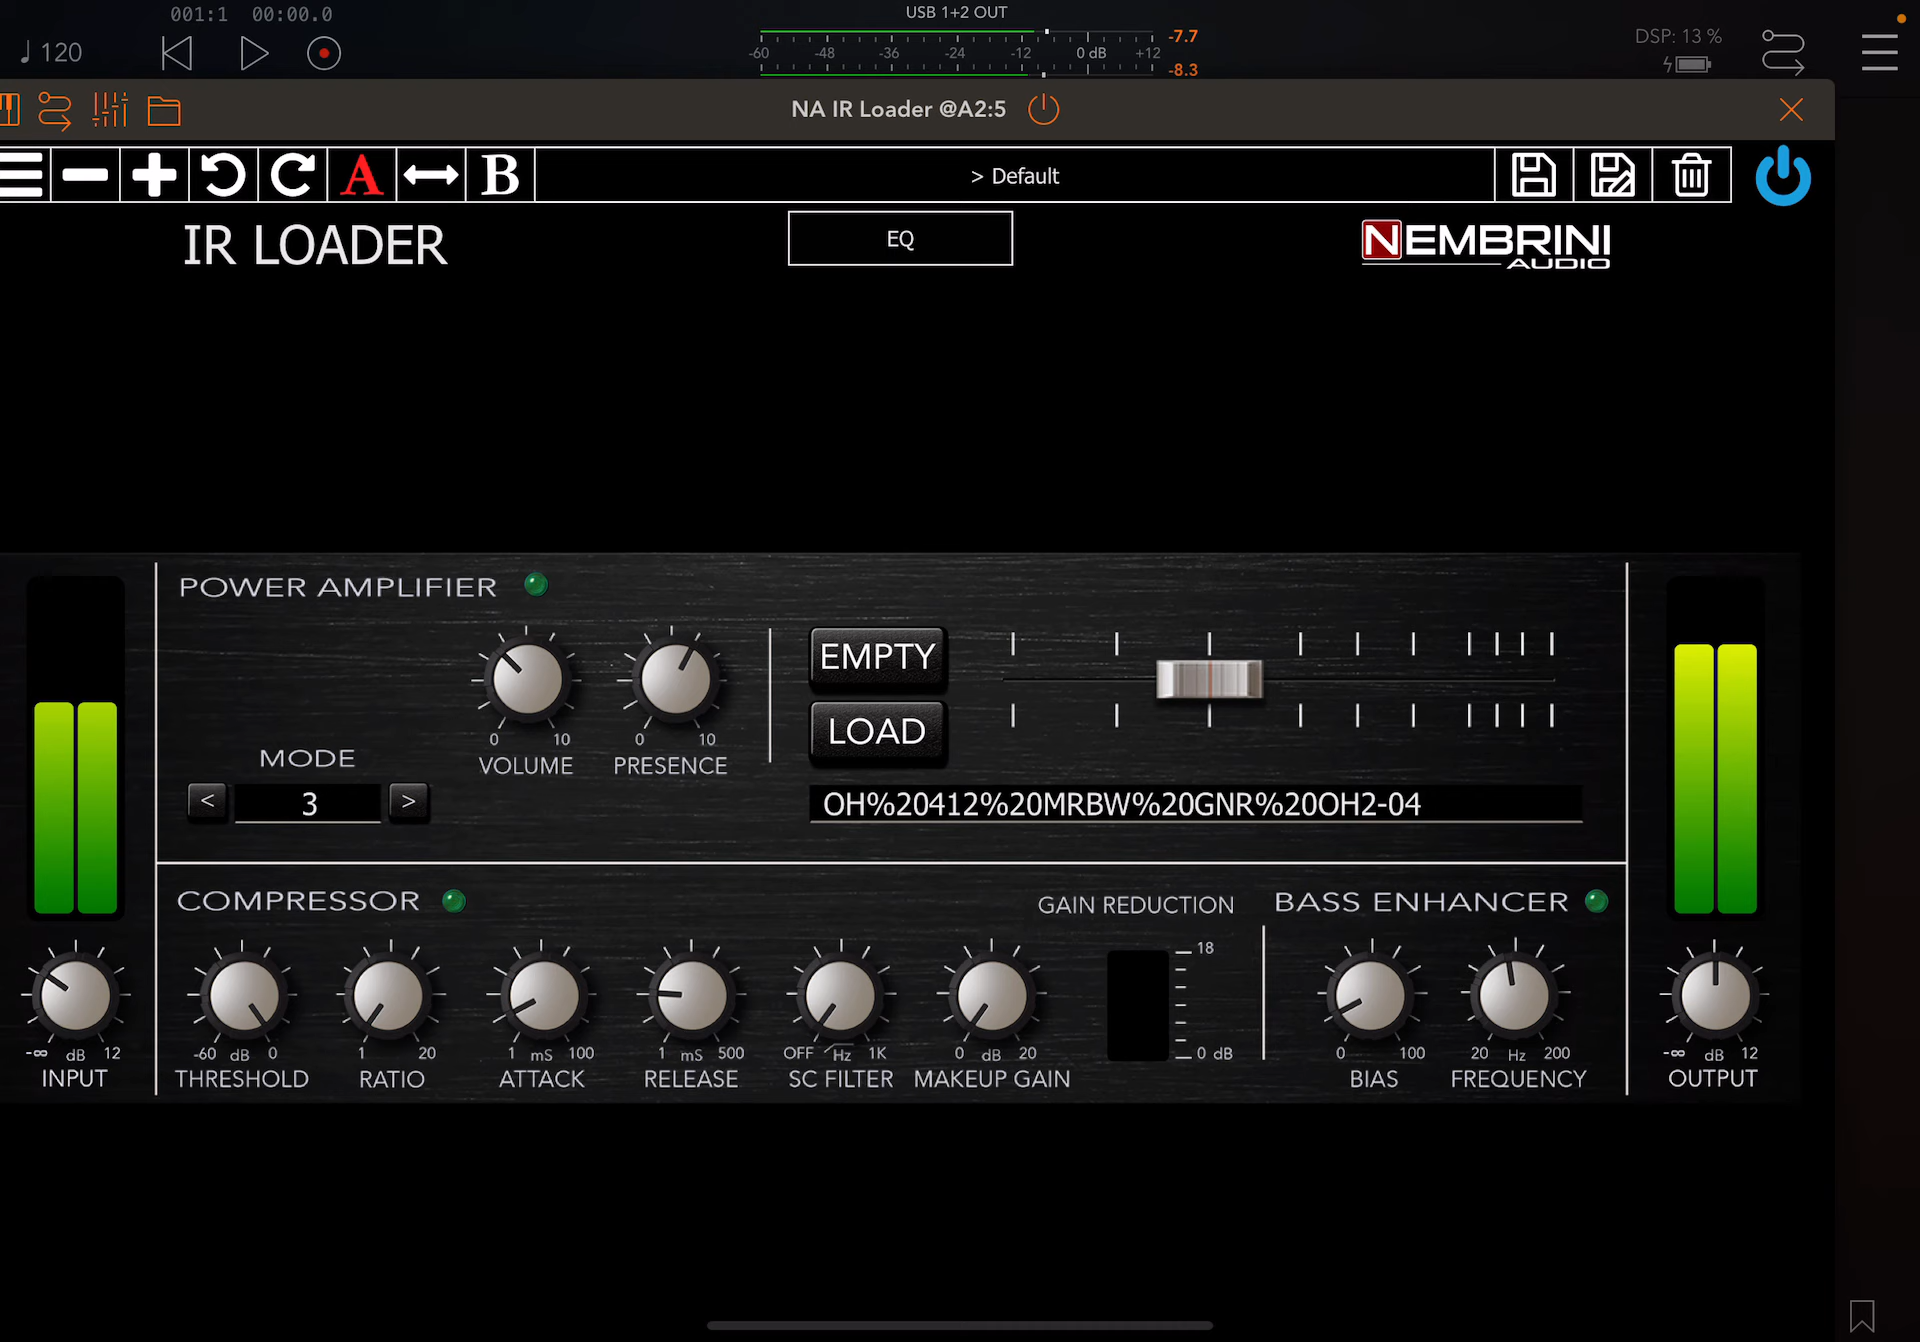 001:1 00:00.0
USB 1+2 OUT
120
-60 -48 -36 -24 -12 0 dB +12
-7.7
-8.3
DSP: 13 %
NA IR Loader @A2:5
A
B
> Default
IR LOADER
EQ
NEMBRINI
AUDIO
POWER AMPLIFIER
EMPTY
LOAD
0 10
VOLUME
0 10
PRESENCE
MODE
< 3 >
OH%20412%20MRBW%20GNR%20OH2-04
COMPRESSOR
GAIN REDUCTION
BASS ENHANCER
18
0 dB
-∞ dB 12
INPUT
-60 dB 0
THRESHOLD
1 20
RATIO
1 mS 100
ATTACK
1 mS 500
RELEASE
OFF Hz 1K
SC FILTER
0 dB 20
MAKEUP GAIN
0 100
BIAS
20 Hz 200
FREQUENCY
-∞ dB 12
OUTPUT